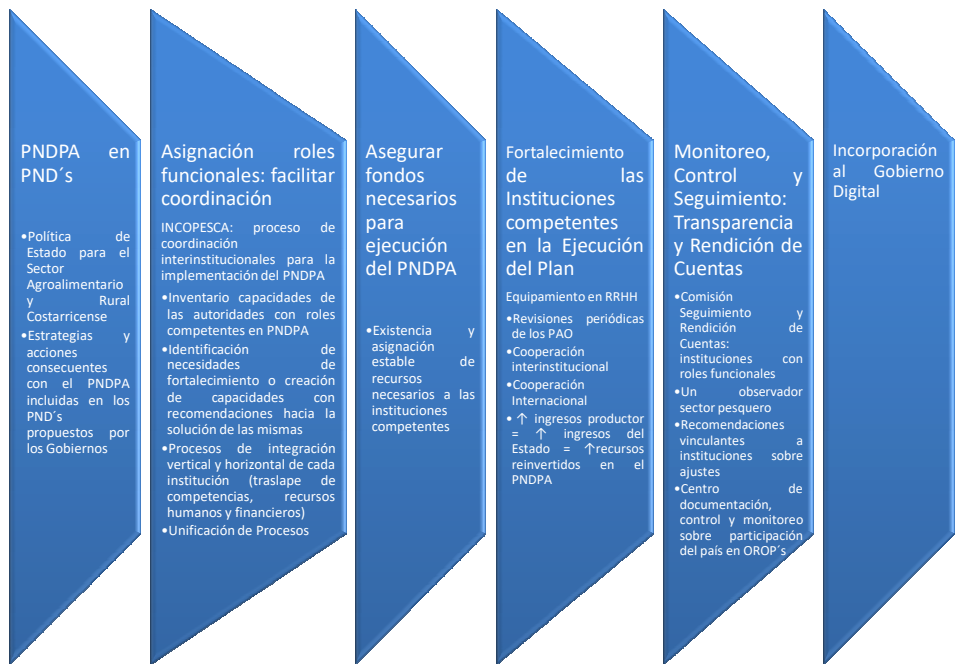 PNDPA en
PND´s
•Política de
Estado para el
Sector
Agroalimentario
y Rural
Costarricense
•Estrategias y
acciones
consecuentes
con el PNDPA
incluidas en los
PND´s
propuestos por
los Gobiernos
Asignación roles
funcionales: facilitar
coordinación
INCOPESCA: proceso de
coordinación
interinstitucionales para la
implementación del PNDPA
•Inventario capacidades de
las autoridades con roles
competentes en PNDPA
•Identificación de
necesidades de
fortalecimiento o creación
de capacidades con
recomendaciones hacia la
solución de las mismas
•Procesos de integración
vertical y horizontal de cada
institución (traslape de
competencias, recursos
humanos y financieros)
•Unificación de Procesos
Asegurar
fondos
necesarios
para
ejecución
del PNDPA
•Existencia y
asignación
estable de
recursos
necesarios a las
instituciones
competentes
Fortalecimiento
de las
Instituciones
competentes
en la Ejecución
del Plan
Equipamiento en RRHH
•Revisiones periódicas
de los PAO
•Cooperación
interinstitucional
•Cooperación
Internacional
• ↑ ingresos productor
= ↑ ingresos del
Estado = ↑recursos
reinvertidos en el
PNDPA
Monitoreo,
Control y
Seguimiento:
Transparencia
y Rendición de
Cuentas
•Comisión
Seguimiento y
Rendición de
Cuentas:
instituciones con
roles funcionales
•Un observador
sector pesquero
•Recomendaciones
vinculantes a
instituciones sobre
ajustes
•Centro de
documentación,
control y monitoreo
sobre participación
del país en OROP´s
Incorporación
al Gobierno
Digital